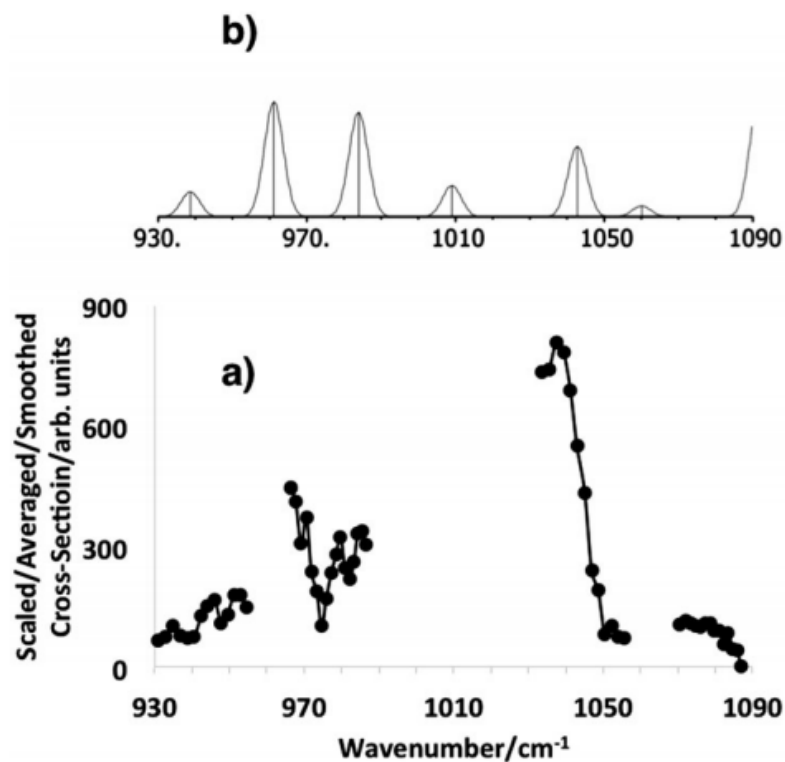 b)
930. 970. 1010 1050 1090
900
600
300
0
Scaled/Averaged/Smoothed
Cross-Sectioin/arb. units
a)
930 970 1010 1050 1090
Wavenumber/cm-1